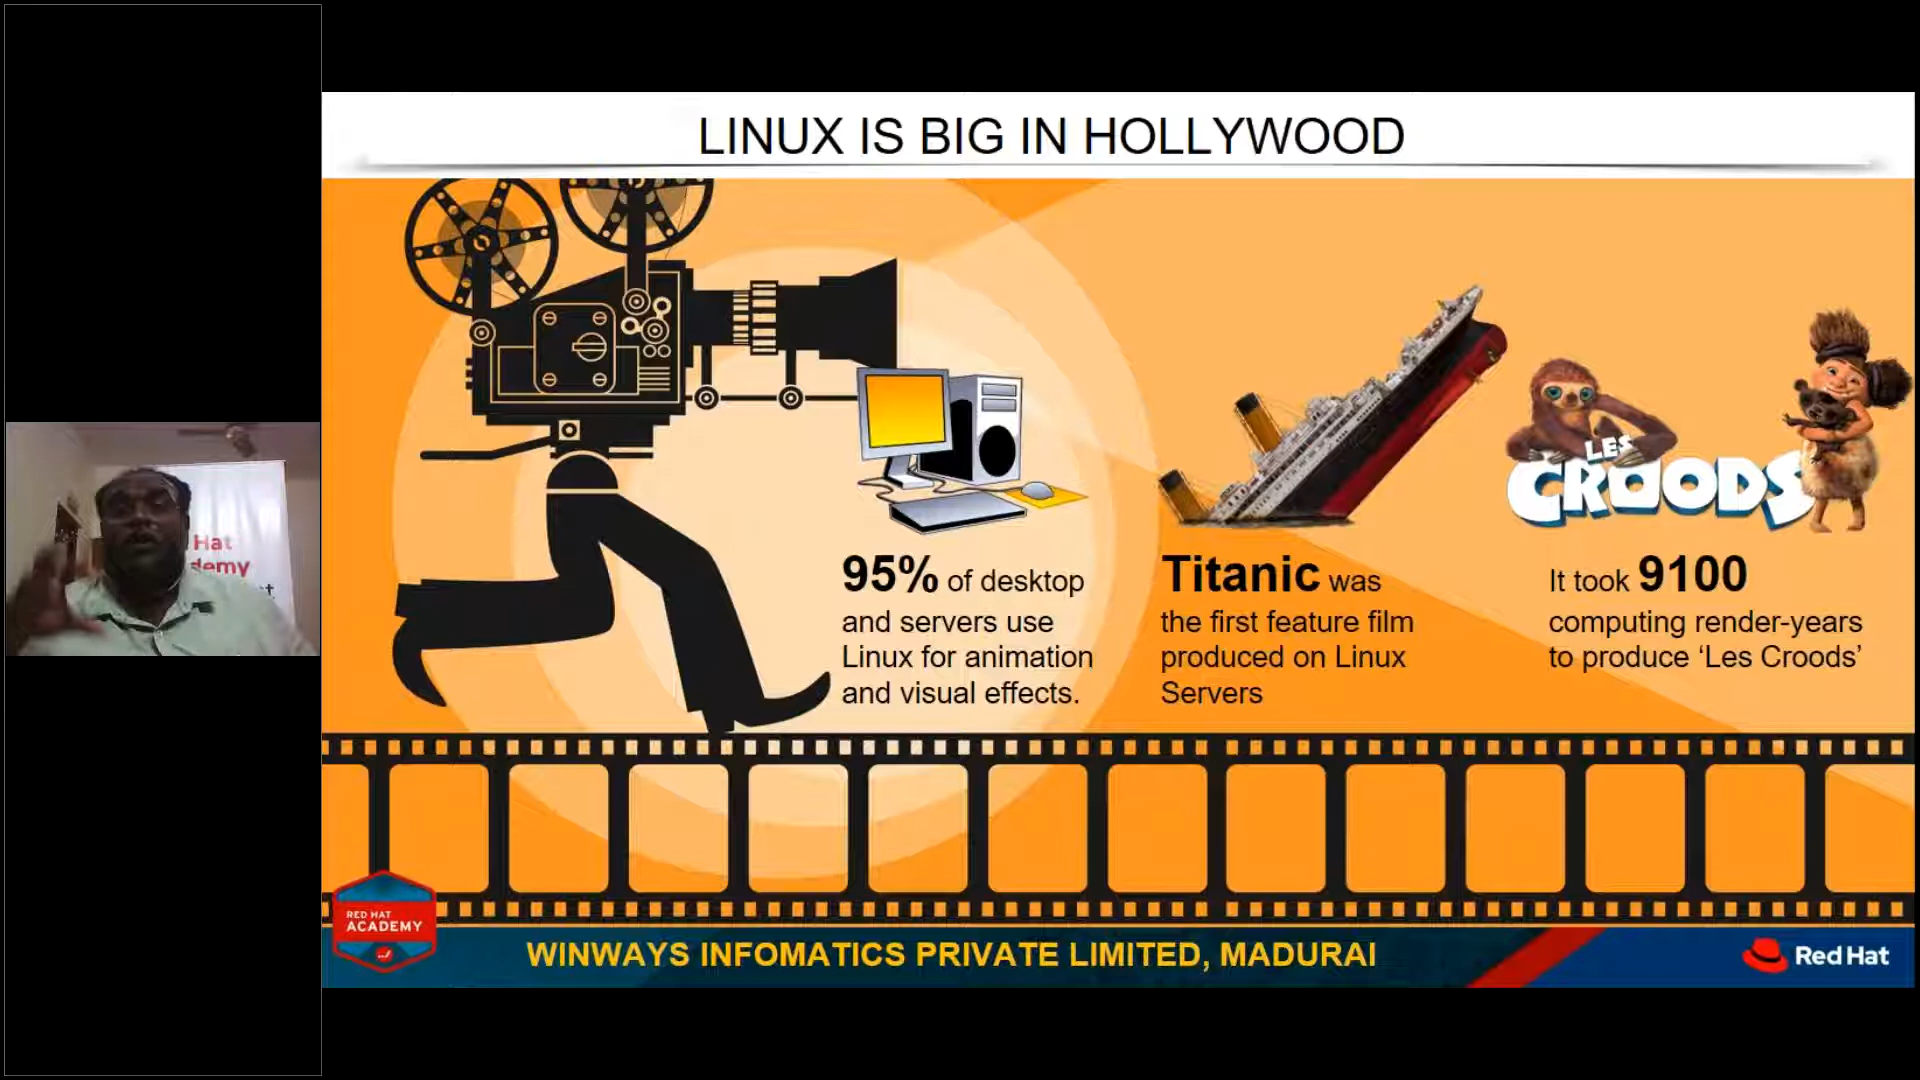 LINUX IS BIG IN HOLLYWOOD
LES
CROODS
95% of desktop
and servers use
Linux for animation
and visual effects.
Titanic was
the first feature film
produced on Linux
Servers
It took 9100
computing render-years
to produce ‘Les Croods’
Hat
demy
RED HAT
ACADEMY
WINWAYS INFOMATICS PRIVATE LIMITED, MADURAI
Red Hat